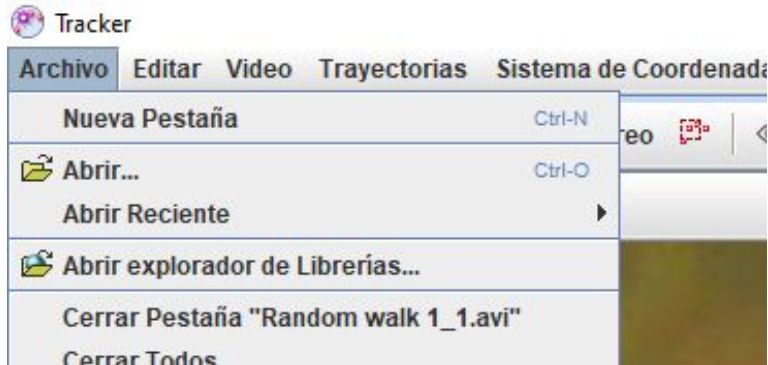 Tracker
Archivo Editar Video Trayectorias Sistema de Coordenada
Nueva Pestaña Ctrl-N
reo
Abrir... Ctrl-O
Abrir Reciente
Abrir explorador de Librerías...
Cerrar Pestaña "Random walk 1_1.avi"
Cerrar Todos